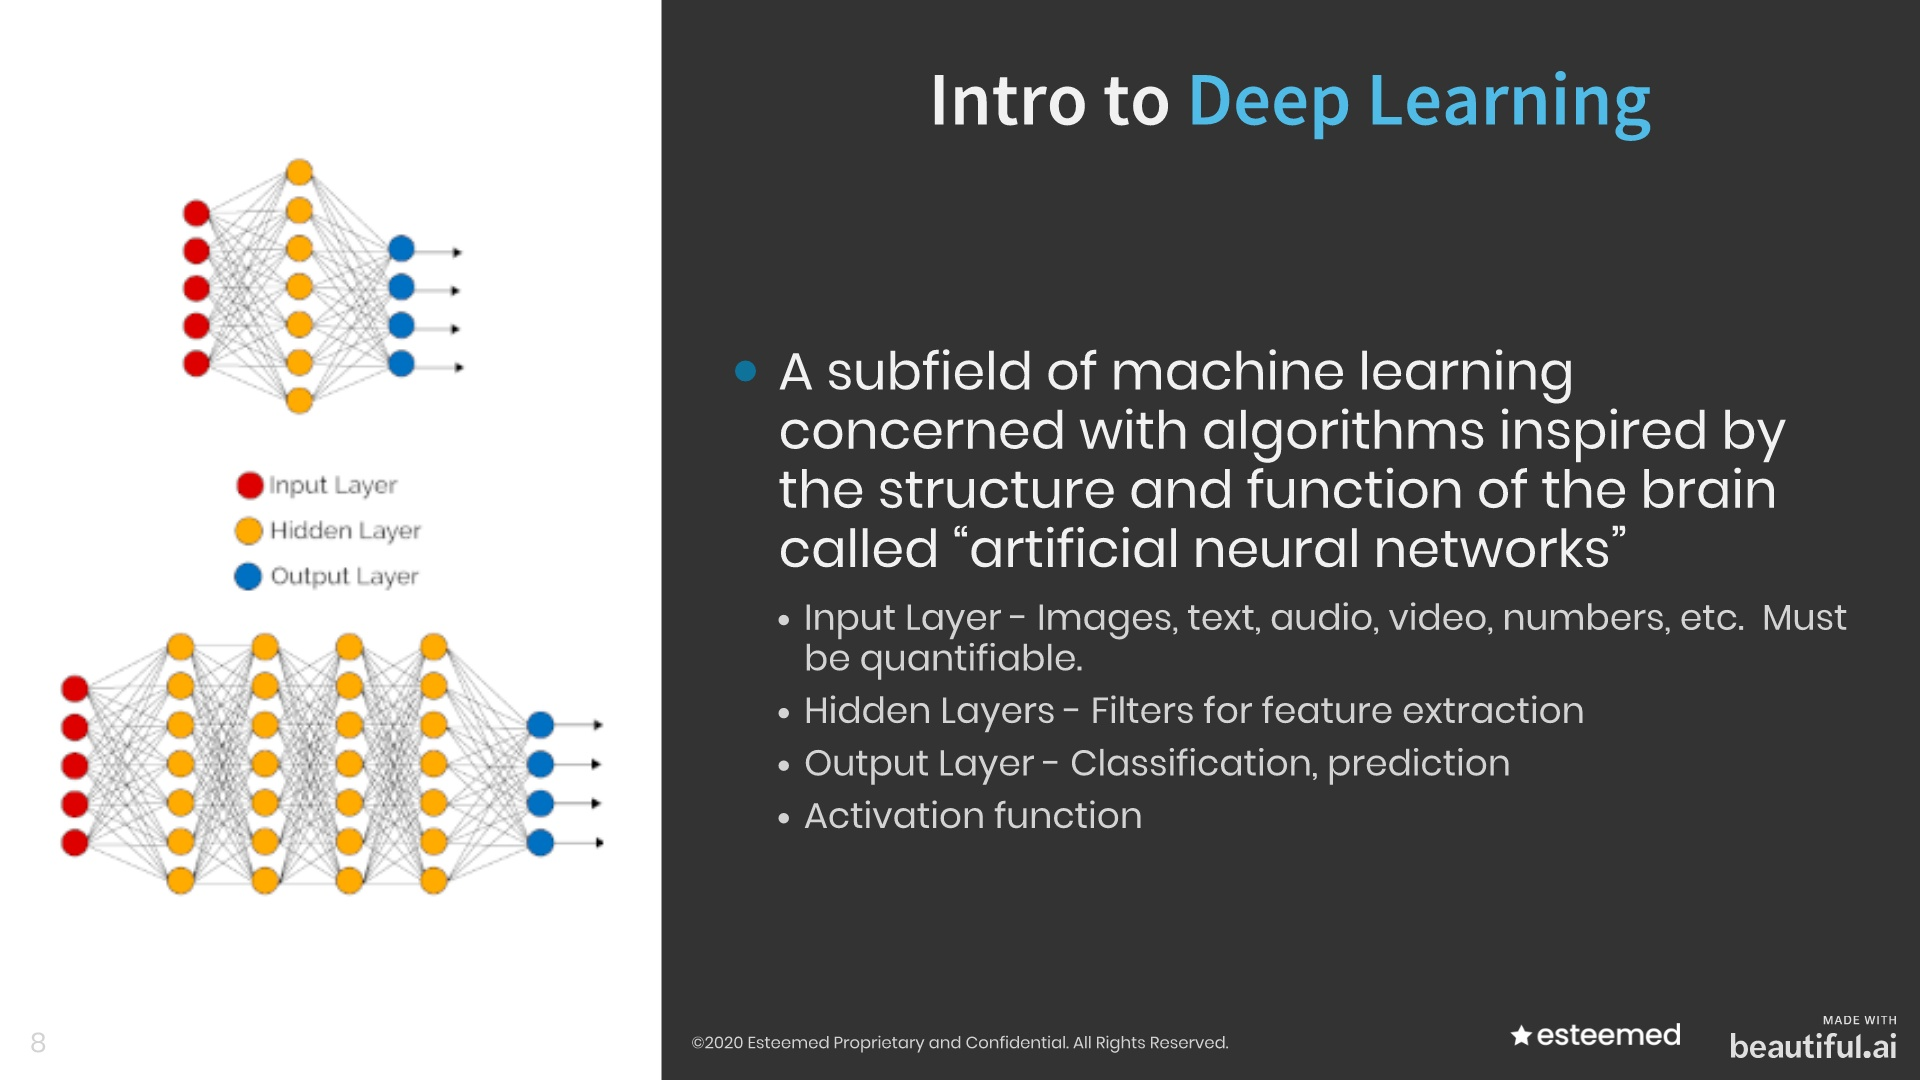 Intro to Deep Learning
Input Layer
Hidden Layer
Output Layer
• A subfield of machine learning
concerned with algorithms inspired by
the structure and function of the brain
called “artificial neural networks”
• Input Layer - Images, text, audio, video, numbers, etc.  Must
be quantifiable.
• Hidden Layers - Filters for feature extraction
• Output Layer - Classification, prediction
• Activation function
8
©2020 Esteemed Proprietary and Confidential. All Rights Reserved.
esteemed
MADE WITH
beautiful.ai